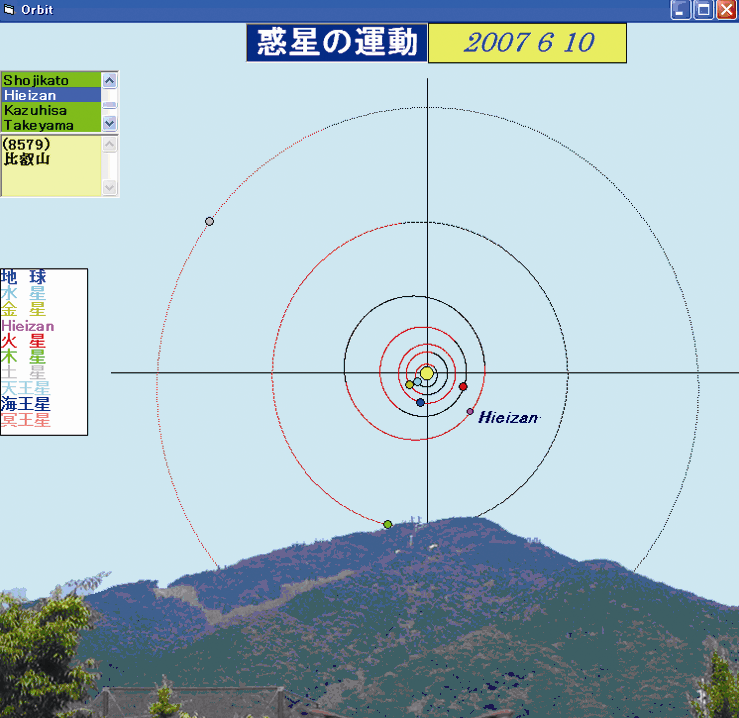 Orbit
惑星の運動
2007 6 10
Shojikato
Hieizan
Kazuhisa
Takeyama
(8579)
比叡山
地 球
水 星
金 星
Hieizan
火 星
木 星
土 星
天王星
海王星
冥王星
Hieizan